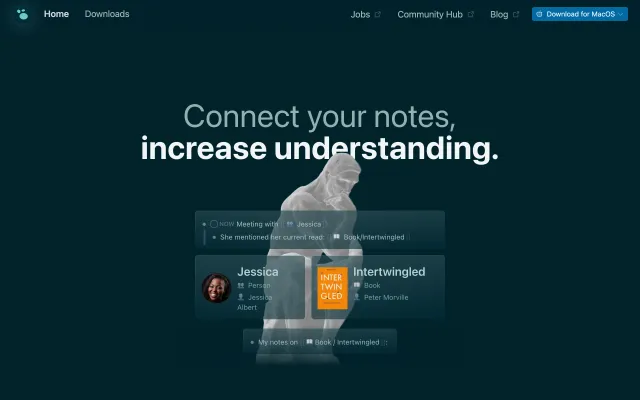 Home Downloads Jobs Community Hub Blog Download for MacOS
Connect your notes,
increase understanding.
NOW Meeting with Jessica
She mentioned her current read: Book/Intertwingled
Jessica
Person
Jessica
Albert
INTER
TWIN
GLED
Intertwingled
Book
Peter Morville
My notes on Book / Intertwingled